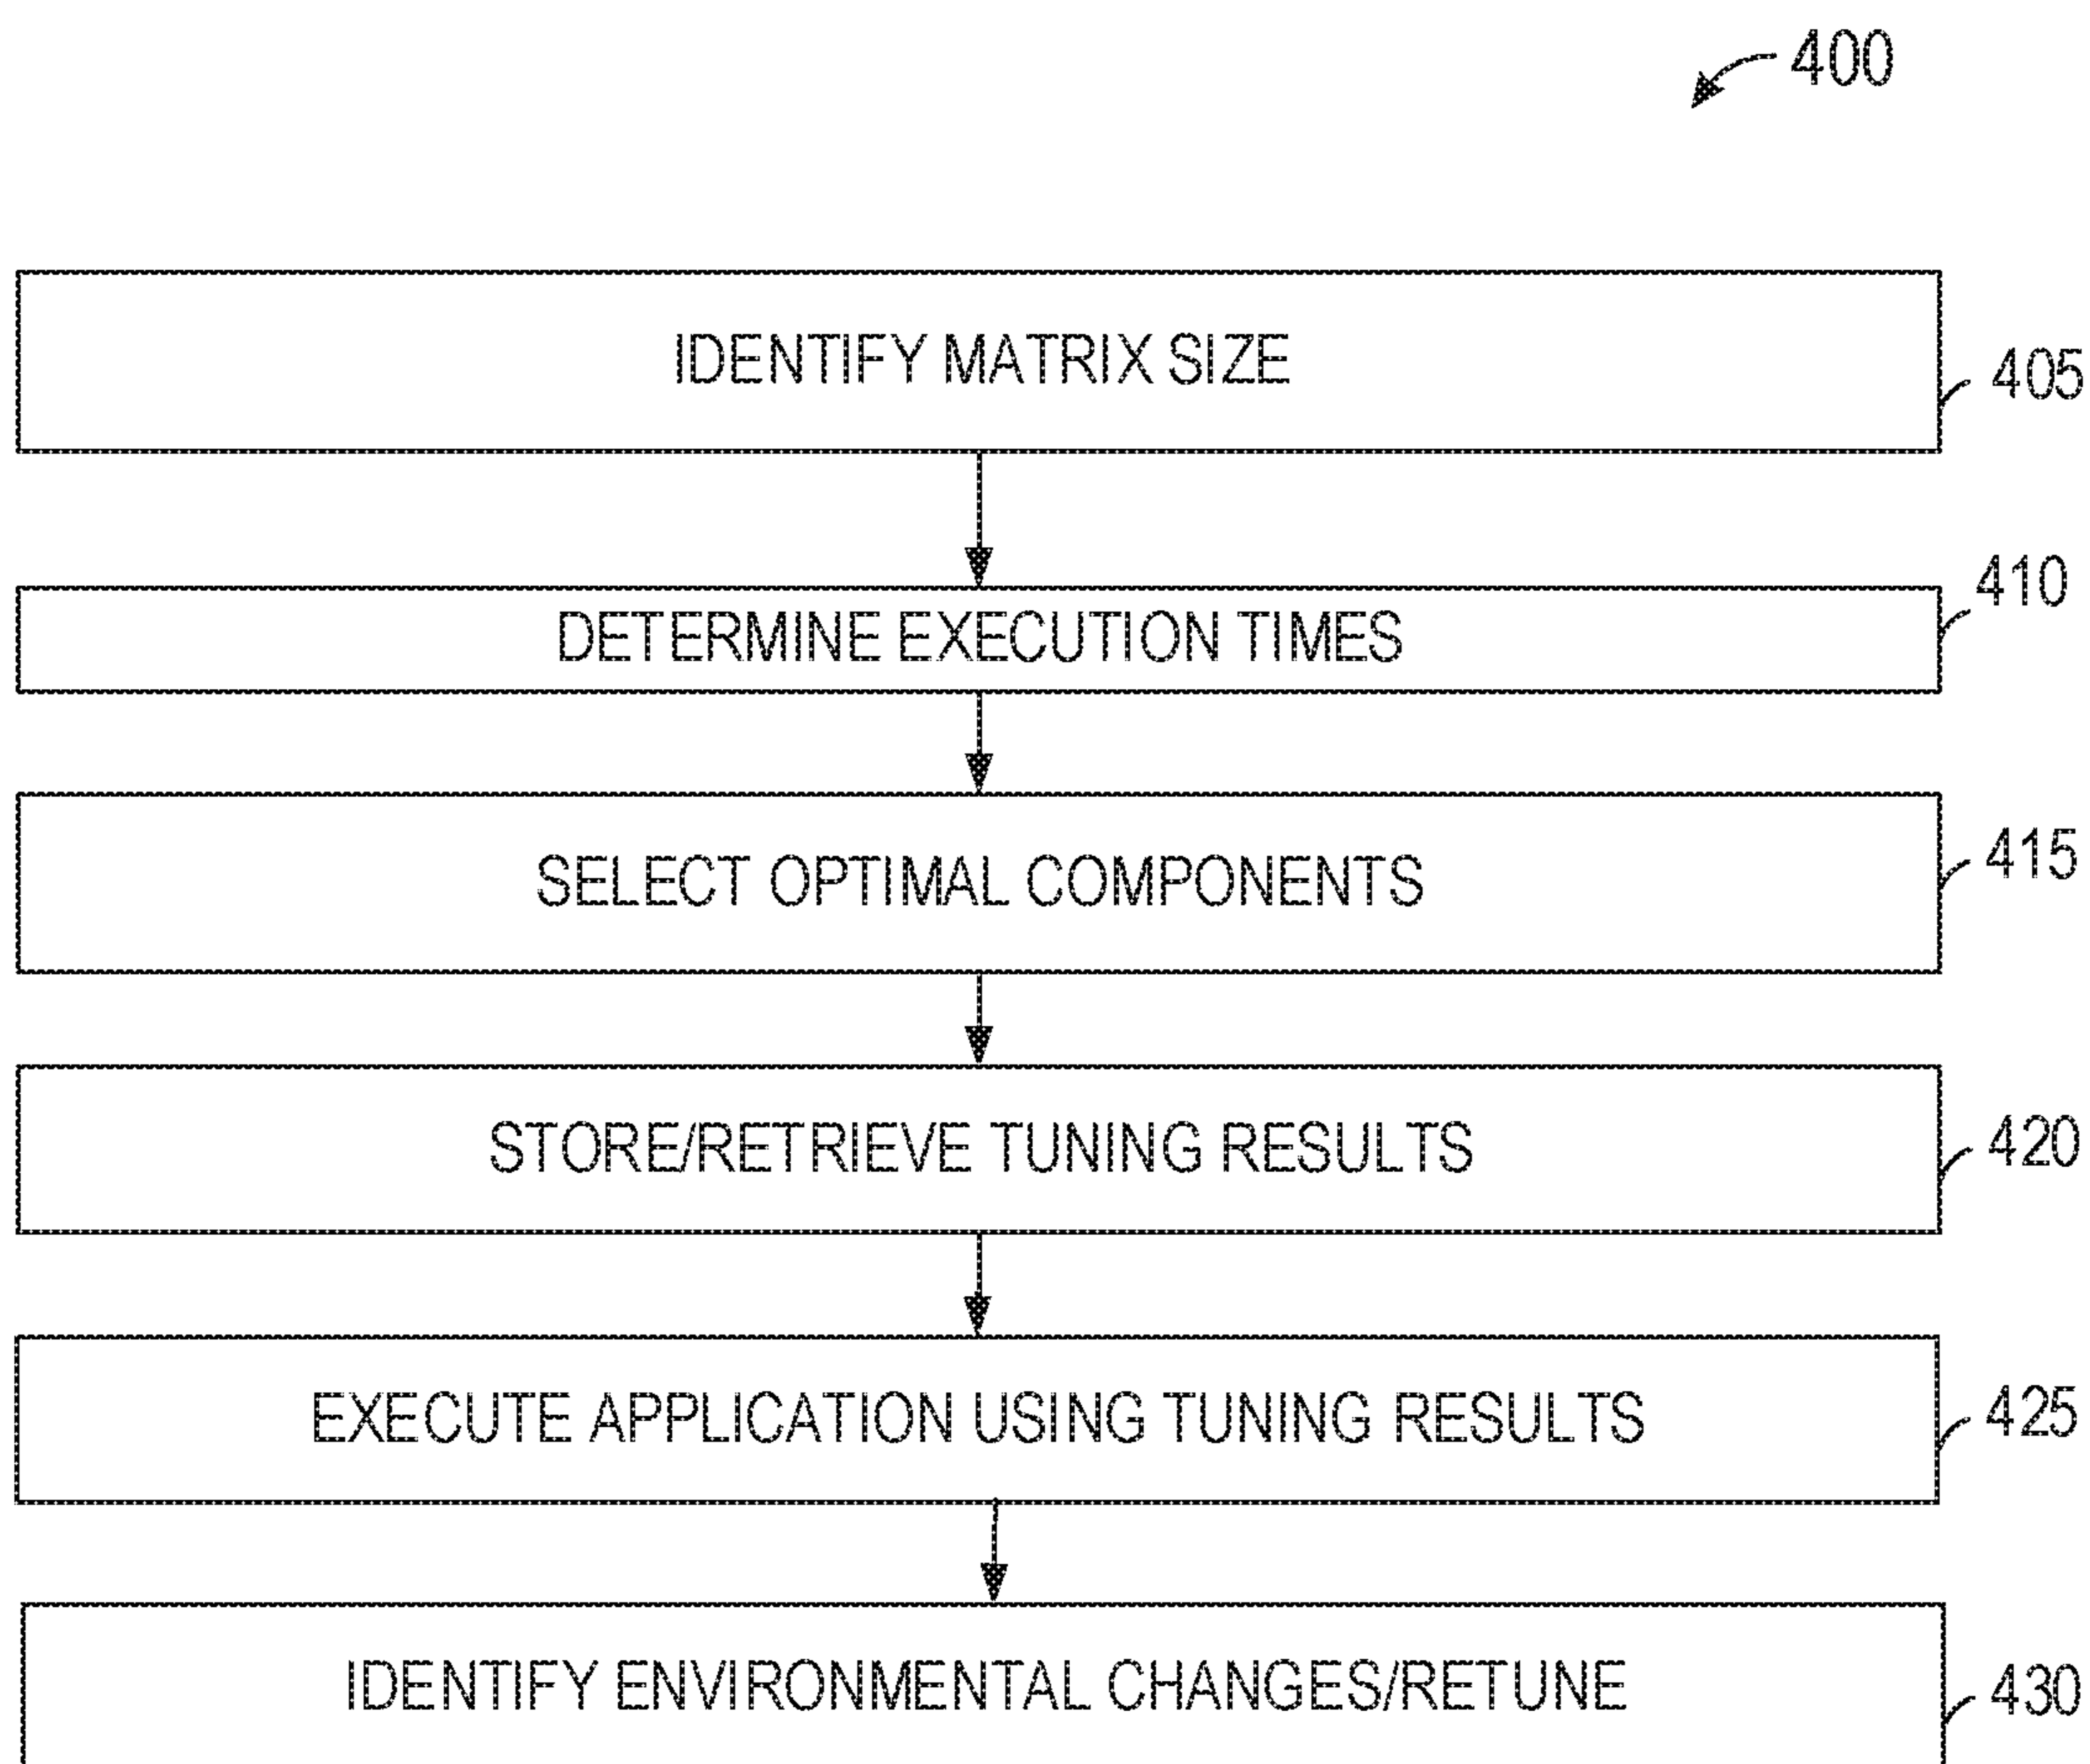 400
IDENTIFY MATRIX SIZE
405
DETERMINE EXECUTION TIMES
410
SELECT OPTIMAL COMPONENTS
415
STORE/RETRIEVE TUNING RESULTS
420
EXECUTE APPLICATION USING TUNING RESULTS
425
IDENTIFY ENVIRONMENTAL CHANGES/RETUNE
430